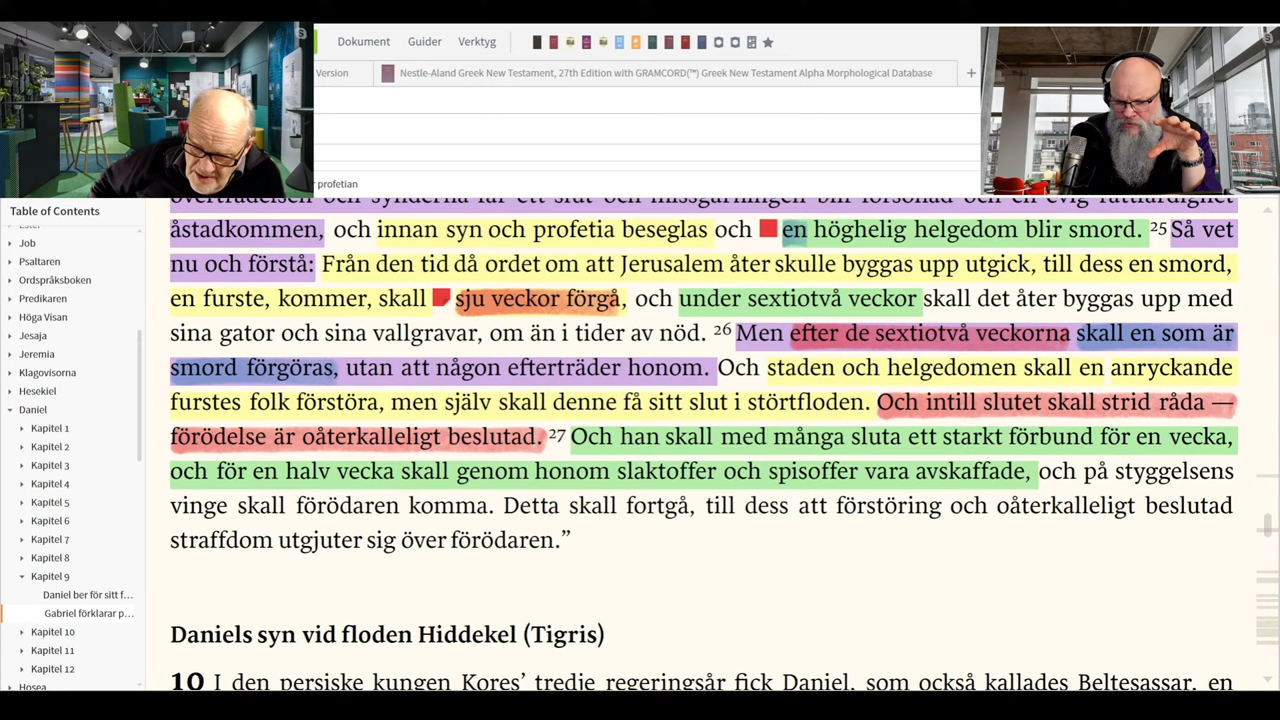 Dokument Guider Verktyg
Version Nestle-Aland Greek New Testament, 27th Edition with GRAMCORD(™) Greek New Testament Alpha Morphological Database +
profetian
Table of Contents
Job
Psaltaren
Ordspråksboken
Predikaren
Höga Visan
Jesaja
Jeremia
Klagovisorna
Hesekiel
Daniel
Kapitel 1
Kapitel 2
Kapitel 3
Kapitel 4
Kapitel 5
Kapitel 6
Kapitel 7
Kapitel 8
Kapitel 9
Daniel ber för sitt f...
Gabriel förklarar p...
Kapitel 10
Kapitel 11
Kapitel 12
Hosea
åstadkommen, och innan syn och profetia beseglas och en höghelig helgedom blir smord. 25 Så vet
nu och förstå: Från den tid då ordet om att Jerusalem åter skulle byggas upp utgick, till dess en smord,
en furste, kommer, skall sju veckor förgå, och under sextiotvå veckor skall det åter byggas upp med
sina gator och sina vallgravar, om än i tider av nöd. 26 Men efter de sextiotvå veckorna skall en som är
smord förgöras, utan att någon efterträder honom. Och staden och helgedomen skall en anryckande
furstes folk förstöra, men själv skall denne få sitt slut i störtfloden. Och intill slutet skall strid råda —
förödelse är oåterkalleligt beslutad. 27 Och han skall med många sluta ett starkt förbund för en vecka,
och för en halv vecka skall genom honom slaktoffer och spisoffer vara avskaffade, och på styggelsens
vinge skall förödaren komma. Detta skall fortgå, till dess att förstöring och oåterkalleligt beslutad
straffdom utgjuter sig över förödaren.”
Daniels syn vid floden Hiddekel (Tigris)
10 I den persiske kungen Kores’ tredje regeringsår fick Daniel, som också kallades Beltesassar, en